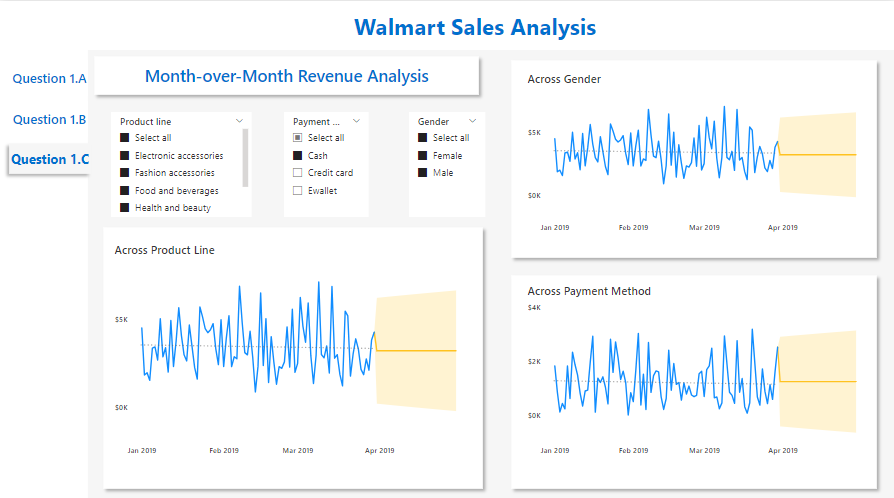 Walmart Sales Analysis
Question 1.A
Question 1.B
Question 1.C
Month-over-Month Revenue Analysis
Product line
Select all
Electronic accessories
Fashion accessories
Food and beverages
Health and beauty
Payment ...
Select all
Cash
Credit card
Ewallet
Gender
Select all
Female
Male
Across Product Line
$5K
$0K
Jan 2019 Feb 2019 Mar 2019 Apr 2019
Across Gender
$5K
$0K
Jan 2019 Feb 2019 Mar 2019 Apr 2019
Across Payment Method
$4K
$2K
$0K
Jan 2019 Feb 2019 Mar 2019 Apr 2019